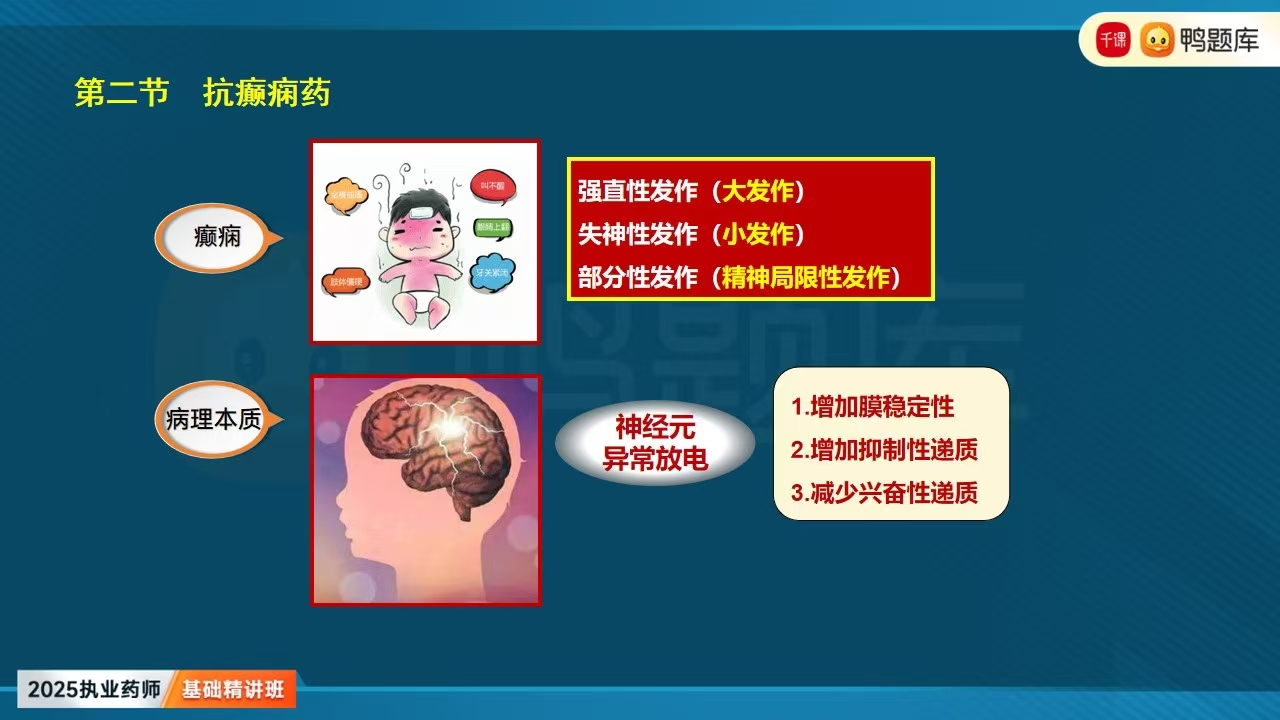 千课
鸭题库
第二节 抗癫痫药
癫痫
叫不醒
眼睛上翻
牙关紧闭
肢体僵硬
强直性发作（大发作）
失神性发作（小发作）
部分性发作（精神局限性发作）
病理本质
神经元
异常放电
1.增加膜稳定性
2.增加抑制性递质
3.减少兴奋性递质
鸭题库
2025执业药师
基础精讲班